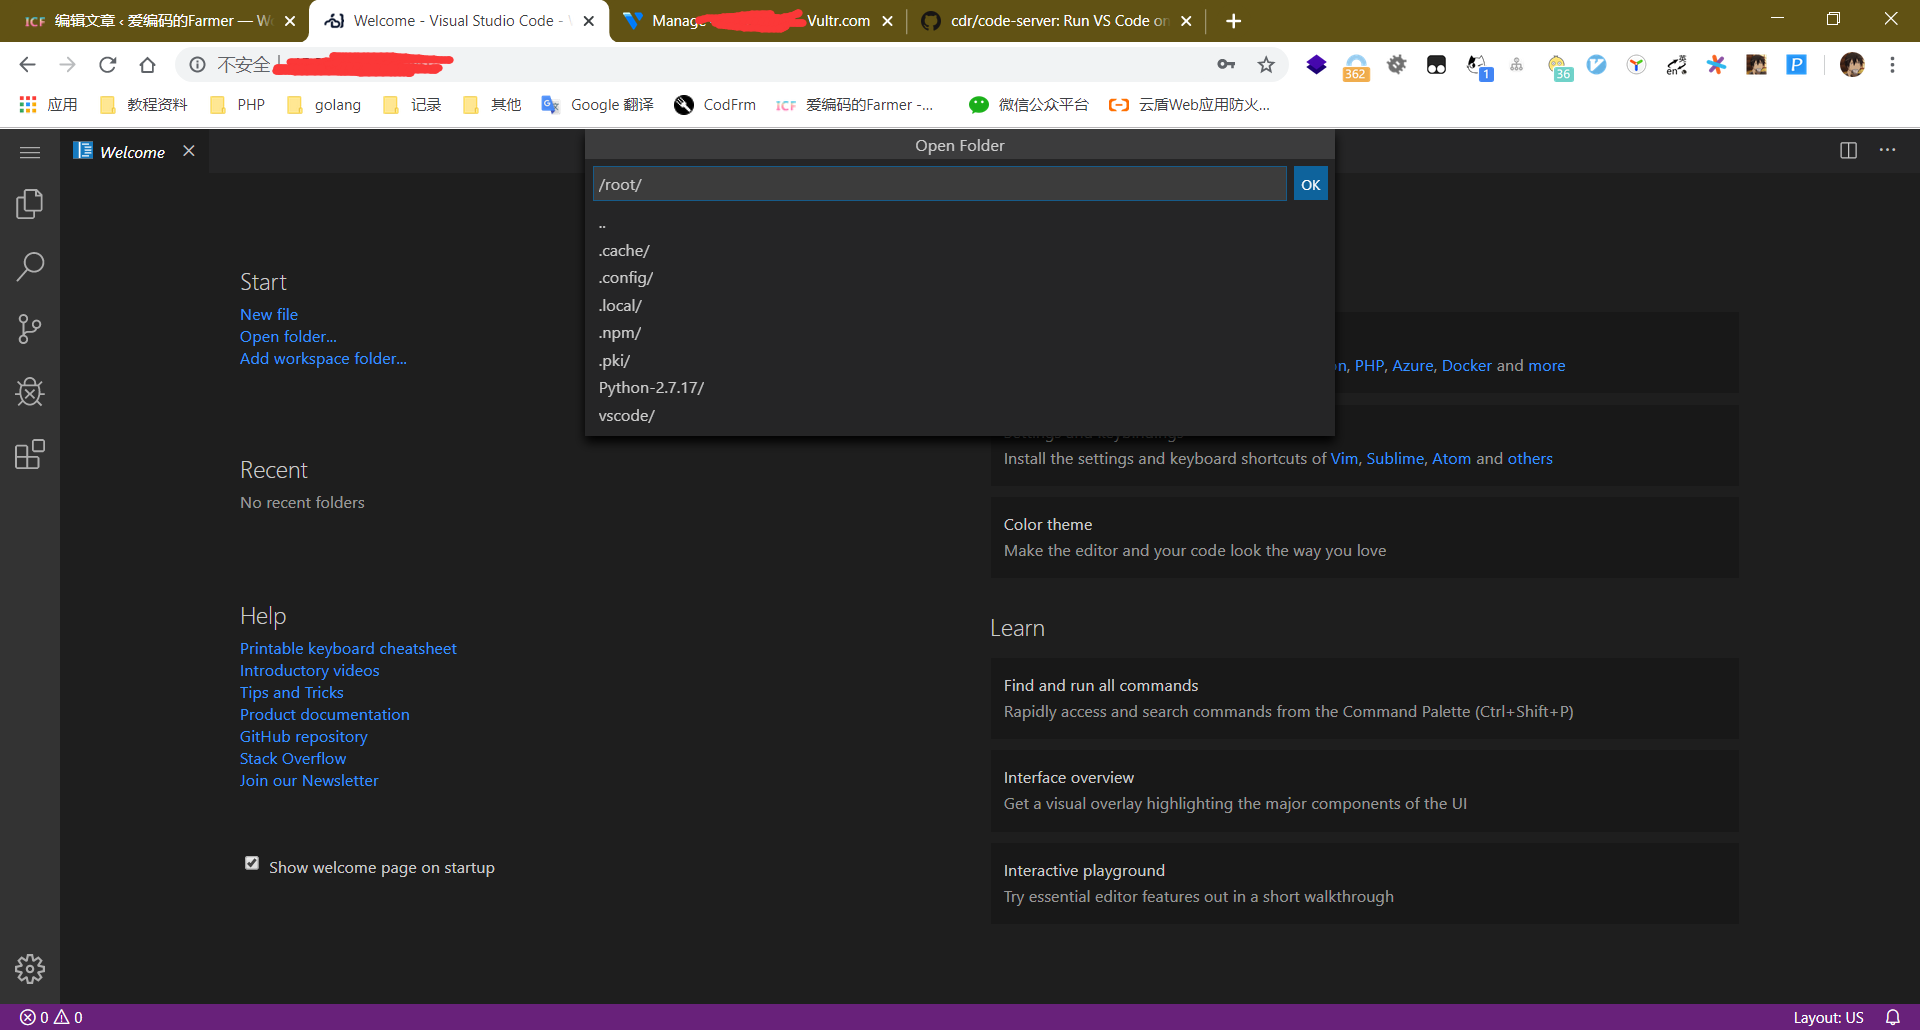 ICF 编辑文章 ‹ 爱编码的Farmer — W
Welcome - Visual Studio Code -
Manage
Vultr.com
cdr/code-server: Run VS Code on
不安全
362
1
36
英
en
P
应用
教程资料
PHP
golang
记录
其他
Google 翻译
CodFrm
ICF 爱编码的Farmer -...
微信公众平台
云盾Web应用防火...
Welcome
Open Folder
/root/
OK
..
.cache/
.config/
.local/
.npm/
.pki/
Python-2.7.17/
vscode/
Start
New file
Open folder...
Add workspace folder...
Recent
No recent folders
Help
Printable keyboard cheatsheet
Introductory videos
Tips and Tricks
Product documentation
GitHub repository
Stack Overflow
Join our Newsletter
Show welcome page on startup
, PHP, Azure, Docker and more
Settings and keybindings
Install the settings and keyboard shortcuts of Vim, Sublime, Atom and others
Color theme
Make the editor and your code look the way you love
Learn
Find and run all commands
Rapidly access and search commands from the Command Palette (Ctrl+Shift+P)
Interface overview
Get a visual overlay highlighting the major components of the UI
Interactive playground
Try essential editor features out in a short walkthrough
0
0
Layout: US